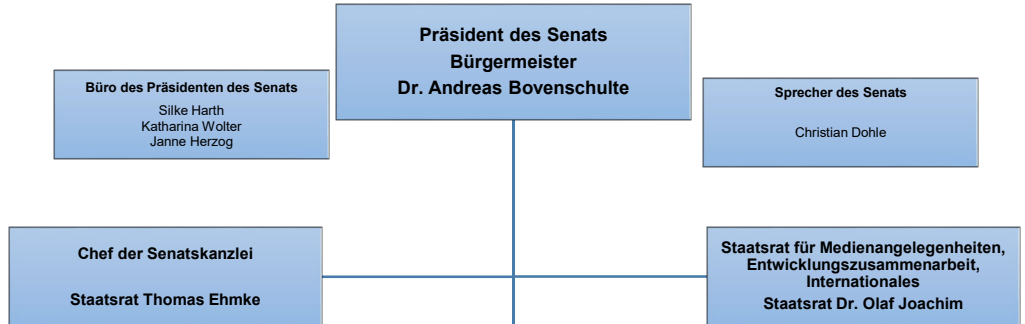 Präsident des Senats
Bürgermeister
Dr. Andreas Bovenschulte
Büro des Präsidenten des Senats
Silke Harth
Katharina Wolter
Janne Herzog
Sprecher des Senats
Christian Dohle
Chef der Senatskanzlei
Staatsrat Thomas Ehmke
Staatsrat für Medienangelegenheiten,
Entwicklungszusammenarbeit,
Internationales
Staatsrat Dr. Olaf Joachim